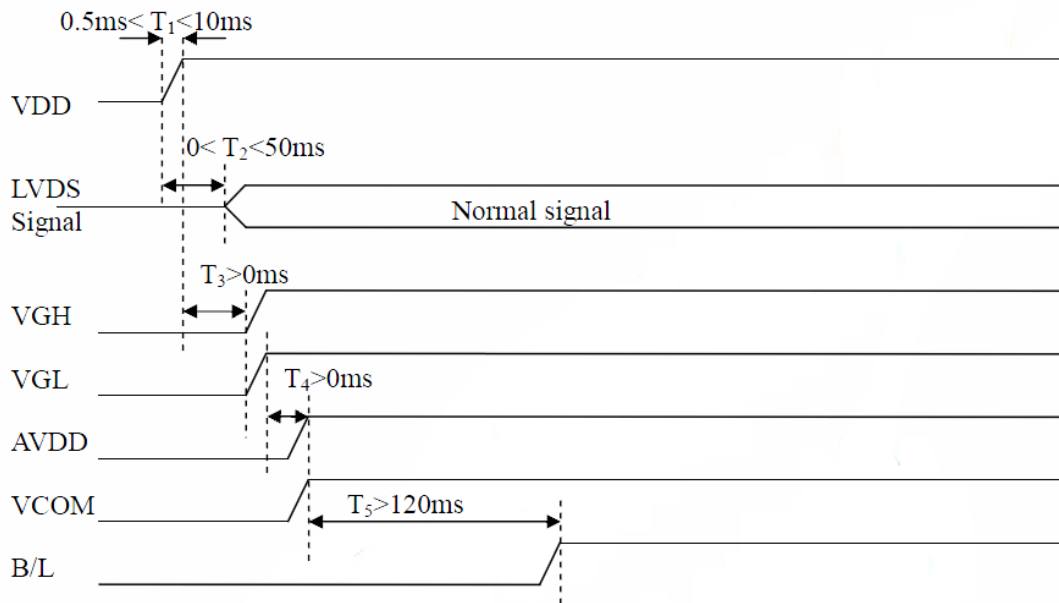 0.5ms< T₁<10ms
VDD
0< T₂<50ms
LVDS
Signal
Normal signal
T₃>0ms
VGH
VGL
T₄>0ms
AVDD
VCOM
T₅>120ms
B/L